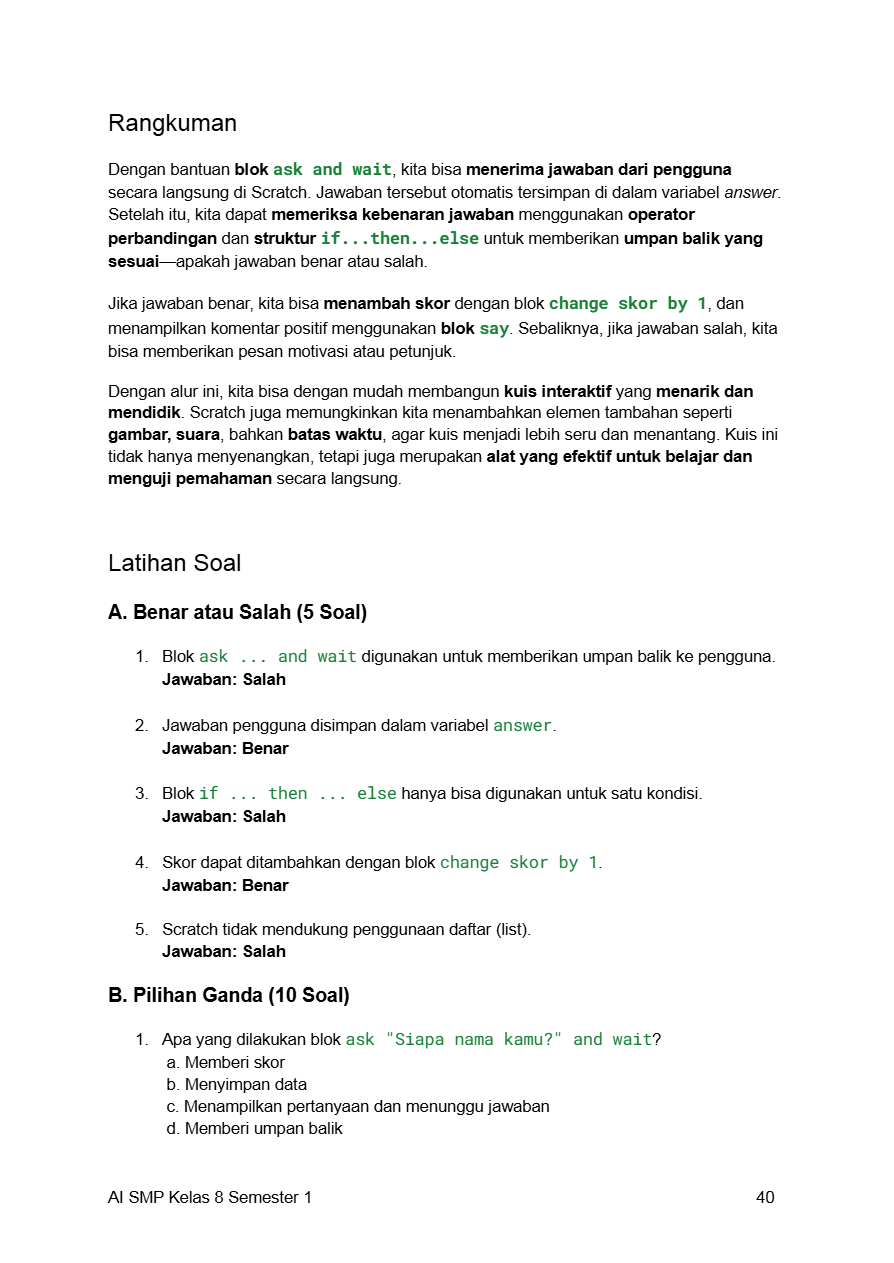 Rangkuman
Dengan bantuan blok ask and wait, kita bisa menerima jawaban dari pengguna
secara langsung di Scratch. Jawaban tersebut otomatis tersimpan di dalam variabel answer.
Setelah itu, kita dapat memeriksa kebenaran jawaban menggunakan operator
perbandingan dan struktur if...then...else untuk memberikan umpan balik yang
sesuai—apakah jawaban benar atau salah.
Jika jawaban benar, kita bisa menambah skor dengan blok change skor by 1, dan
menampilkan komentar positif menggunakan blok say. Sebaliknya, jika jawaban salah, kita
bisa memberikan pesan motivasi atau petunjuk.
Dengan alur ini, kita bisa dengan mudah membangun kuis interaktif yang menarik dan
mendidik. Scratch juga memungkinkan kita menambahkan elemen tambahan seperti
gambar, suara, bahkan batas waktu, agar kuis menjadi lebih seru dan menantang. Kuis ini
tidak hanya menyenangkan, tetapi juga merupakan alat yang efektif untuk belajar dan
menguji pemahaman secara langsung.
Latihan Soal
A. Benar atau Salah (5 Soal)
1. Blok ask ... and wait digunakan untuk memberikan umpan balik ke pengguna.
Jawaban: Salah
2. Jawaban pengguna disimpan dalam variabel answer.
Jawaban: Benar
3. Blok if ... then ... else hanya bisa digunakan untuk satu kondisi.
Jawaban: Salah
4. Skor dapat ditambahkan dengan blok change skor by 1.
Jawaban: Benar
5. Scratch tidak mendukung penggunaan daftar (list).
Jawaban: Salah
B. Pilihan Ganda (10 Soal)
1. Apa yang dilakukan blok ask "Siapa nama kamu?" and wait?
a. Memberi skor
b. Menyimpan data
c. Menampilkan pertanyaan dan menunggu jawaban
d. Memberi umpan balik
AI SMP Kelas 8 Semester 1 40